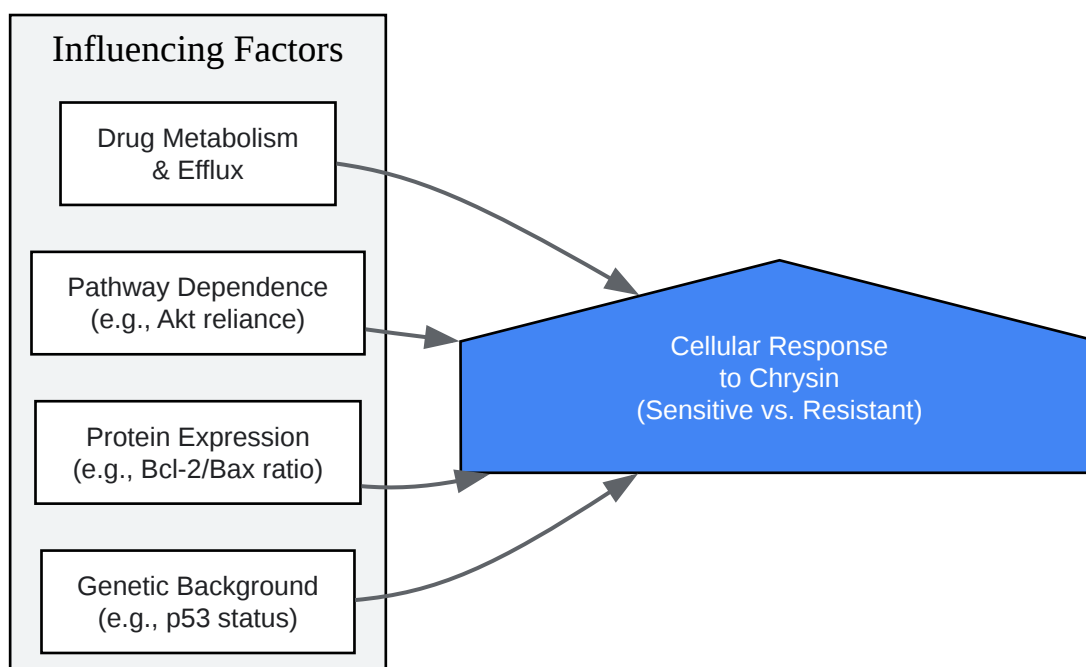 Influencing Factors
Drug Metabolism
& Efflux
Pathway Dependence
(e.g., Akt reliance)
Protein Expression
(e.g., Bcl-2/Bax ratio)
Genetic Background
(e.g., p53 status)
Cellular Response
to Chrysin
(Sensitive vs. Resistant)